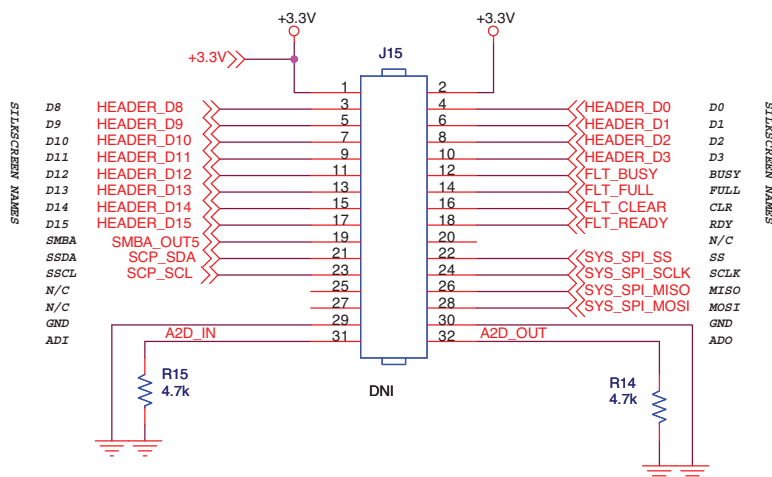 +3.3V +3.3V
+3.3V J15
1 2
D8 HEADER_D8 3 4 HEADER_D0 D0
D9 HEADER_D9 5 6 HEADER_D1 D1
D10 HEADER_D10 7 8 HEADER_D2 D2
D11 HEADER_D11 9 10 HEADER_D3 D3
D12 HEADER_D12 11 12 FLT_BUSY BUSY
D13 HEADER_D13 13 14 FLT_FULL FULL
D14 HEADER_D14 15 16 FLT_CLEAR CLR
D15 HEADER_D15 17 18 FLT_READY RDY
SMBA SMBA_OUT5 19 20 N/C
SSDA SCP_SDA 21 22 SYS_SPI_SS SS
SSCL SCP_SCL 23 24 SYS_SPI_SCLK SCLK
N/C 25 26 SYS_SPI_MISO MISO
N/C 27 28 SYS_SPI_MOSI MOSI
GND 29 30 GND
ADI A2D_IN 31 32 A2D_OUT ADO
SILKSCREEN NAMES
SILKSCREEN NAMES
R15
4.7k
DNI
R14
4.7k